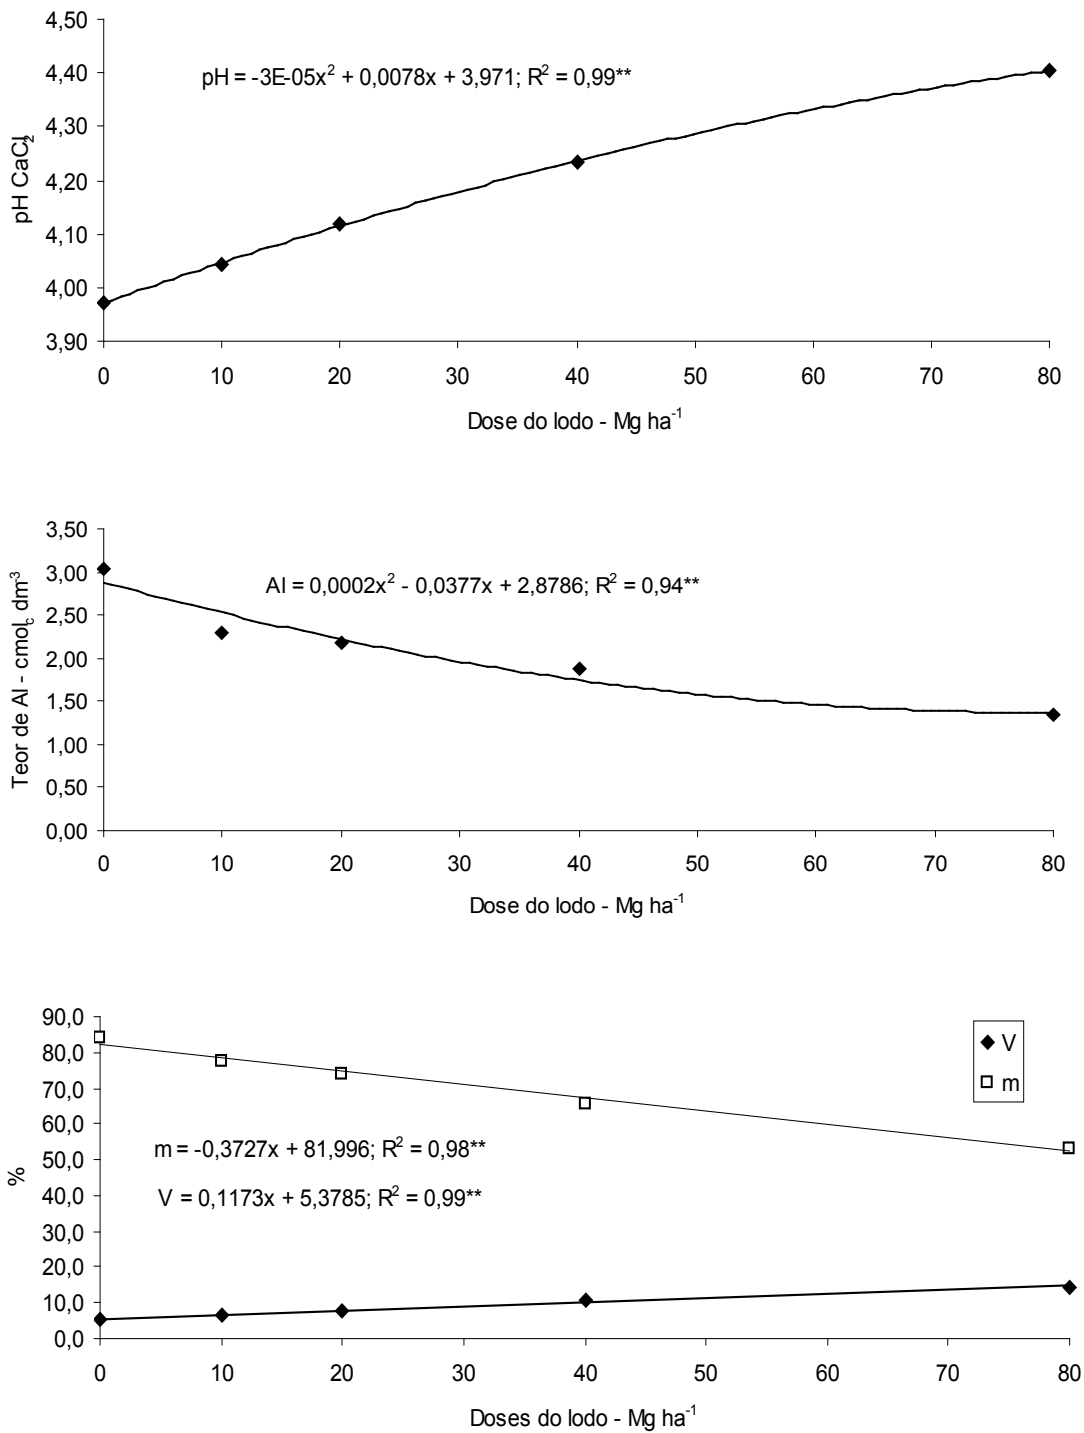 4,50
4,40
4,30
4,20
4,10
4,00
3,90
pH CaCl2
pH = -3E-05x² + 0,0078x + 3,971; R² = 0,99**
0 10 20 30 40 50 60 70 80
Dose do lodo - Mg ha⁻¹
3,50
3,00
2,50
2,00
1,50
1,00
0,50
0,00
Teor de Al - cmolc dm⁻³
Al = 0,0002x² - 0,0377x + 2,8786; R² = 0,94**
0 10 20 30 40 50 60 70 80
Dose do lodo - Mg ha⁻¹
90,0
80,0
70,0
60,0
50,0
40,0
30,0
20,0
10,0
0,0
%
V
m
m = -0,3727x + 81,996; R² = 0,98**
V = 0,1173x + 5,3785; R² = 0,99**
0 10 20 30 40 50 60 70 80
Doses do lodo - Mg ha⁻¹